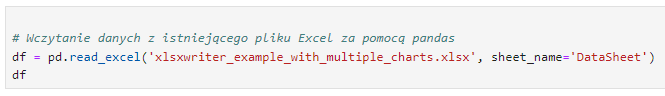 # Wczytanie danych z istniejącego pliku Excel za pomocą pandas
df = pd.read_excel('xlsxwriter_example_with_multiple_charts.xlsx', sheet_name='DataSheet')
df